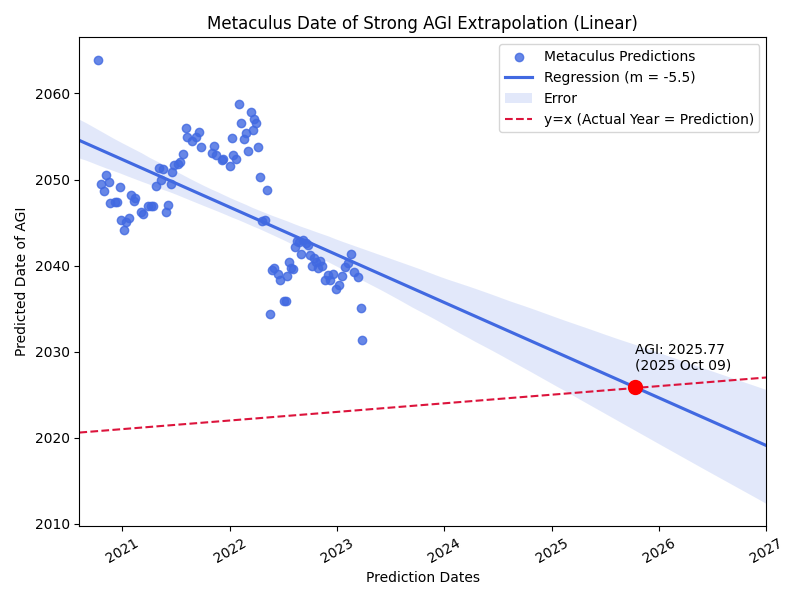 Metaculus Date of Strong AGI Extrapolation (Linear)
Metaculus Predictions
Regression (m = -5.5)
Error
y=x (Actual Year = Prediction)
2060
2050
2040
2030
2020
2010
Predicted Date of AGI
AGI: 2025.77
(2025 Oct 09)
2021
2022
2023
2024
2025
2026
2027
Prediction Dates